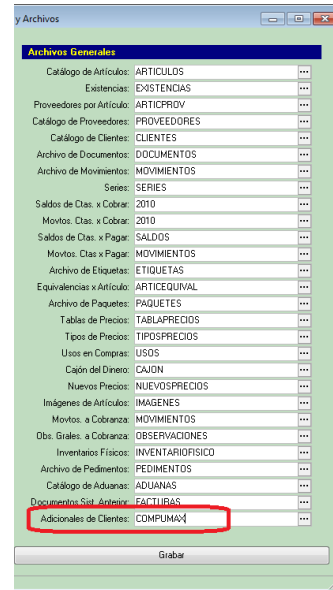 y Archivos
Archivos Generales
Catálogo de Artículos: ARTICULOS ...
Existencias: EXISTENCIAS ...
Proveedores por Artículo: ARTICPROV ...
Catálogo de Proveedores: PROVEEDORES ...
Catálogo de Clientes: CLIENTES ...
Archivo de Documentos: DOCUMENTOS ...
Archivo de Movimientos: MOVIMIENTOS ...
Series: SERIES ...
Saldos de Ctas. x Cobrar: 2010 ...
Movtos. Ctas. x Cobrar: 2010 ...
Saldos de Ctas. x Pagar: SALDOS ...
Movtos. Ctas x Pagar: MOVIMIENTOS ...
Archivo de Etiquetas: ETIQUETAS ...
Equivalencias x Artículo: ARTICEQUIVAL ...
Archivo de Paquetes: PAQUETES ...
Tablas de Precios: TABLAPRECIOS ...
Tipos de Precios: TIPOSPRECIOS ...
Usos en Compras: USOS ...
Cajón del Dinero: CAJON ...
Nuevos Precios: NUEVOSPRECIOS ...
Imágenes de Artículos: IMAGENES ...
Movtos. a Cobranza: MOVIMIENTOS ...
Obs. Grales. a Cobranza: OBSERVACIONES ...
Inventarios Físicos: INVENTARIOFISICO ...
Archivo de Pedimentos: PEDIMENTOS ...
Catálogo de Aduanas: ADUANAS ...
Documentos Sist. Anterior: FACTURAS ...
Adicionales de Clientes: COMPUMAX ...
Grabar